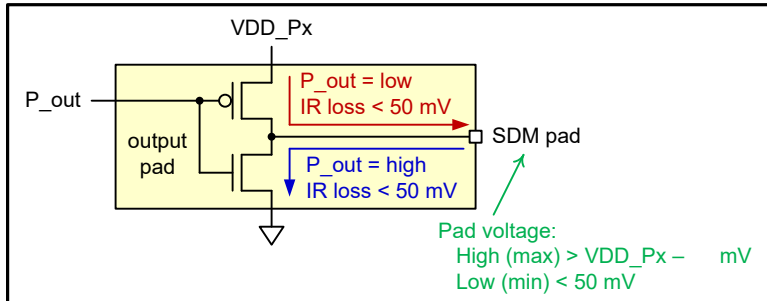 VDD_Px
P_out
P_out = low
IR loss < 50 mV
output
pad
SDM pad
P_out = high
IR loss < 50 mV
Pad voltage:
High (max) > VDD_Px – mV
Low (min) < 50 mV